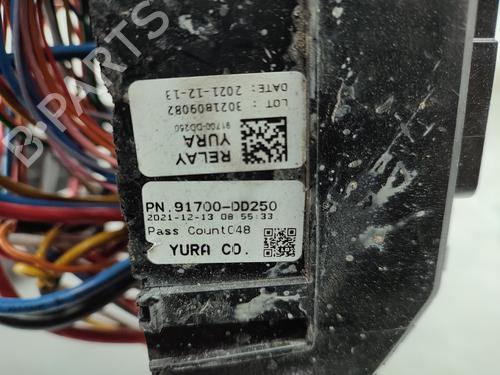 DATE: 2021-12-13
LOT : 3021B09082
91700-DD250
RELAY
YURA
PN.91700-DD250
2021-12-13 08 55:33
Pass Count048
YURA CO.
B-PARTS